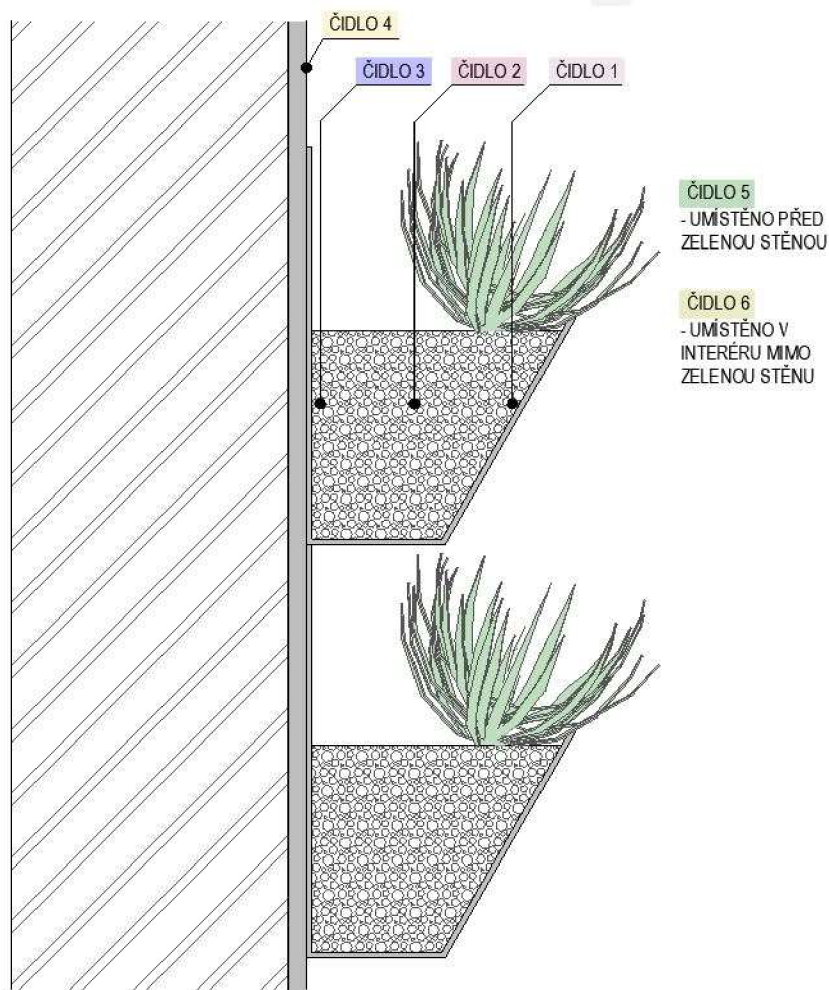 ČIDLO 4
ČIDLO 3
ČIDLO 2
ČIDLO 1
ČIDLO 5
- UMÍSTĚNO PŘED
ZELENOU STĚNOU
ČIDLO 6
- UMÍSTĚNO V
INTERÉRU MIMO
ZELENOU STĚNU